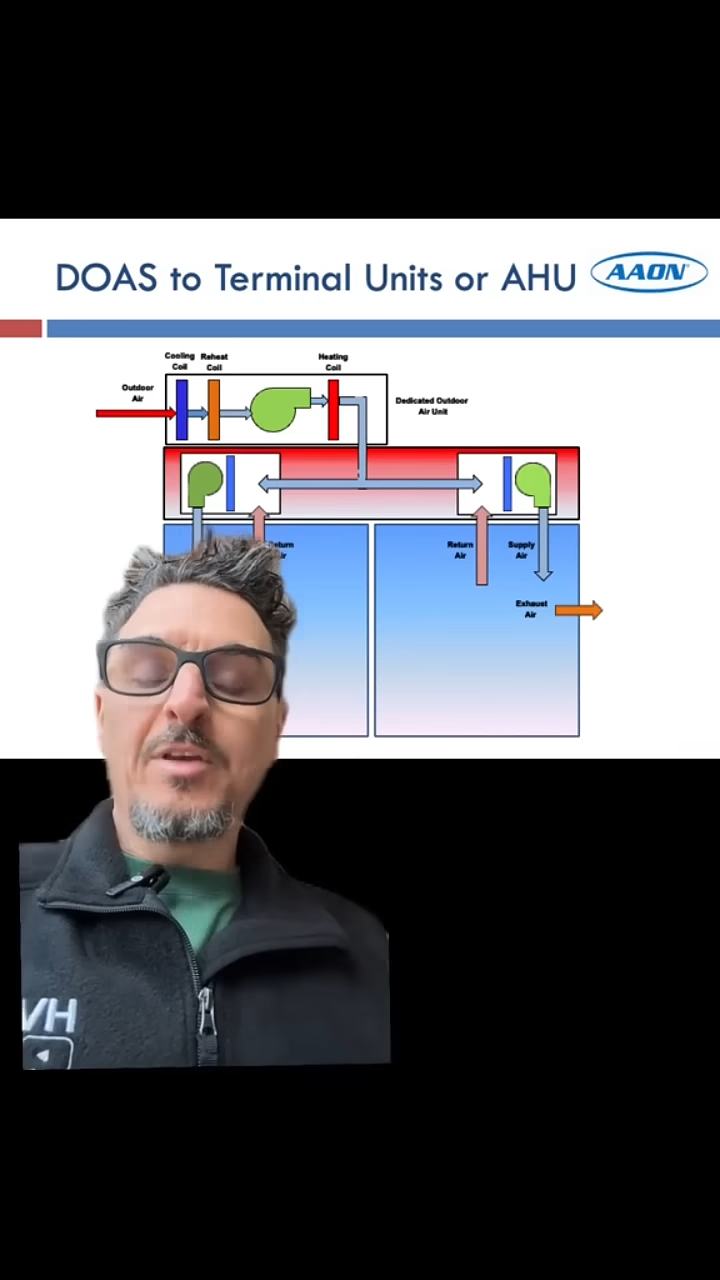 DOAS to Terminal Units or AHU
AAON
Cooling
Coil
Reheat
Coil
Heating
Coil
Outdoor
Air
Dedicated Outdoor
Air Unit
Return
Air
Supply
Air
Exhaust
Air
VH